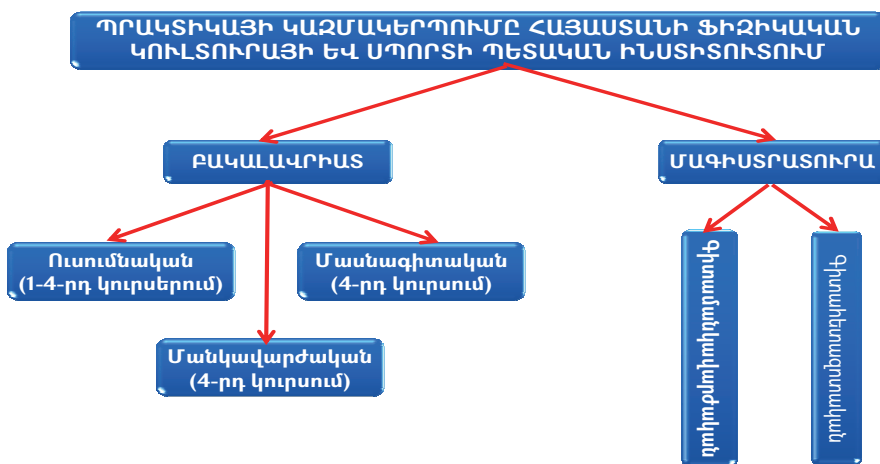 ՊՐԱԿՏԻԿԱՅԻ ԿԱԶՄԱԿԵՐՊՈՒՄԸ ՀԱՅԱՍՏԱՆԻ ՖԻԶԻԿԱԿԱՆ
ԿՈՒԼՏՈՒՐԱՅԻ ԵՎ ՍՊՈՐՏԻ ՊԵՏԱԿԱՆ ԻՆՍՏԻՏՈՒՏՈՒՄ
ԲԱԿԱԼԱՎՐԻԱՏ
ՄԱԳԻՍՏՐԱՏՈՒՐԱ
Ուսումնական
(1-4-րդ կուրսերում)
Մասնագիտական
(4-րդ կուրսում)
Մանկավարժական
(4-րդ կուրսում)
Գիտամանկավարժական
Գիտահետազոտական